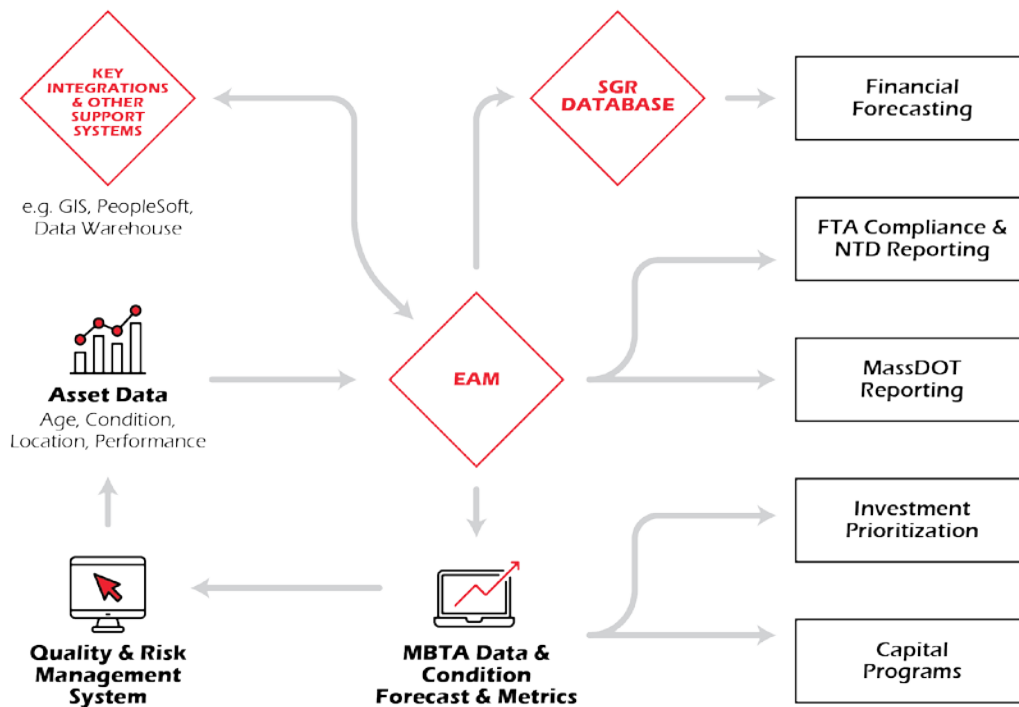 KEY
INTEGRATIONS
& OTHER
SUPPORT
SYSTEMS
e.g. GIS, PeopleSoft,
Data Warehouse
SGR
DATABASE
Financial
Forecasting
FTA Compliance &
NTD Reporting
Asset Data
Age, Condition,
Location, Performance
EAM
MassDOT
Reporting
Investment
Prioritization
Quality & Risk
Management
System
MBTA Data &
Condition
Forecast & Metrics
Capital
Programs